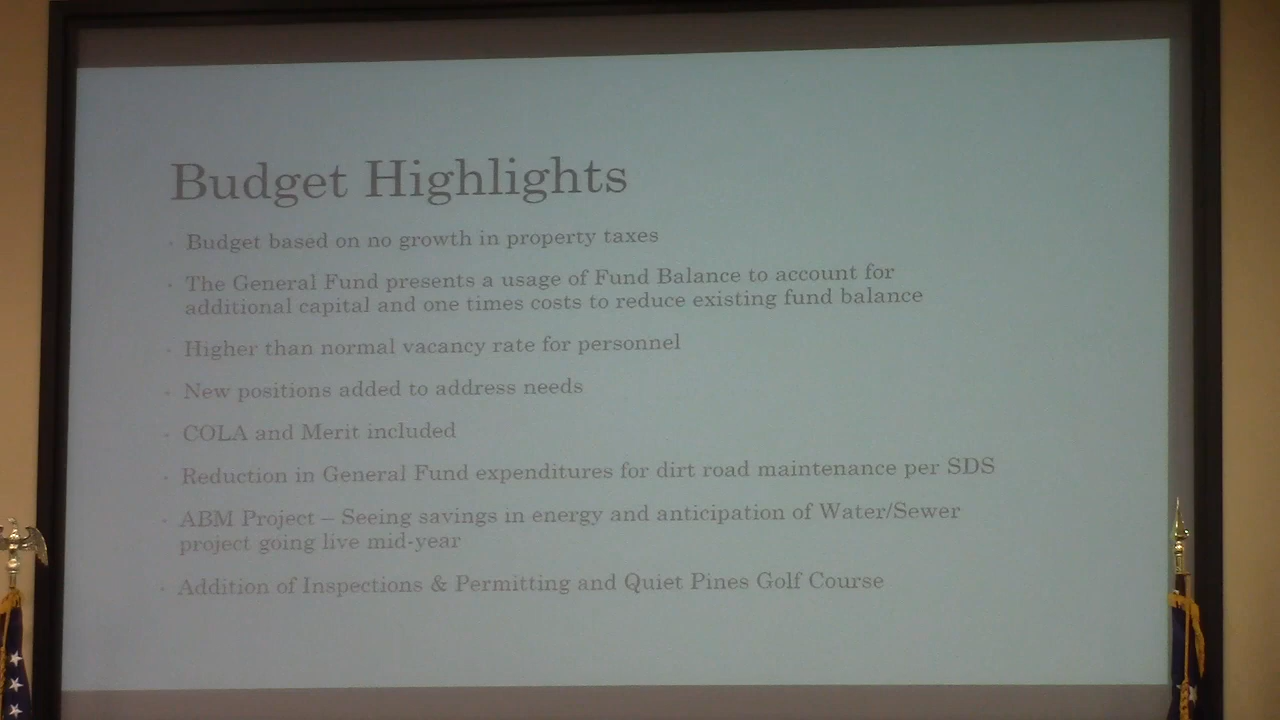 Budget Highlights
· Budget based on no growth in property taxes
· The General Fund presents a usage of Fund Balance to account for
additional capital and one times costs to reduce existing fund balance
· Higher than normal vacancy rate for personnel
· New positions added to address needs
· COLA and Merit included
· Reduction in General Fund expenditures for dirt road maintenance per SDS
· ABM Project – Seeing savings in energy and anticipation of Water/Sewer
project going live mid-year
· Addition of Inspections & Permitting and Quiet Pines Golf Course